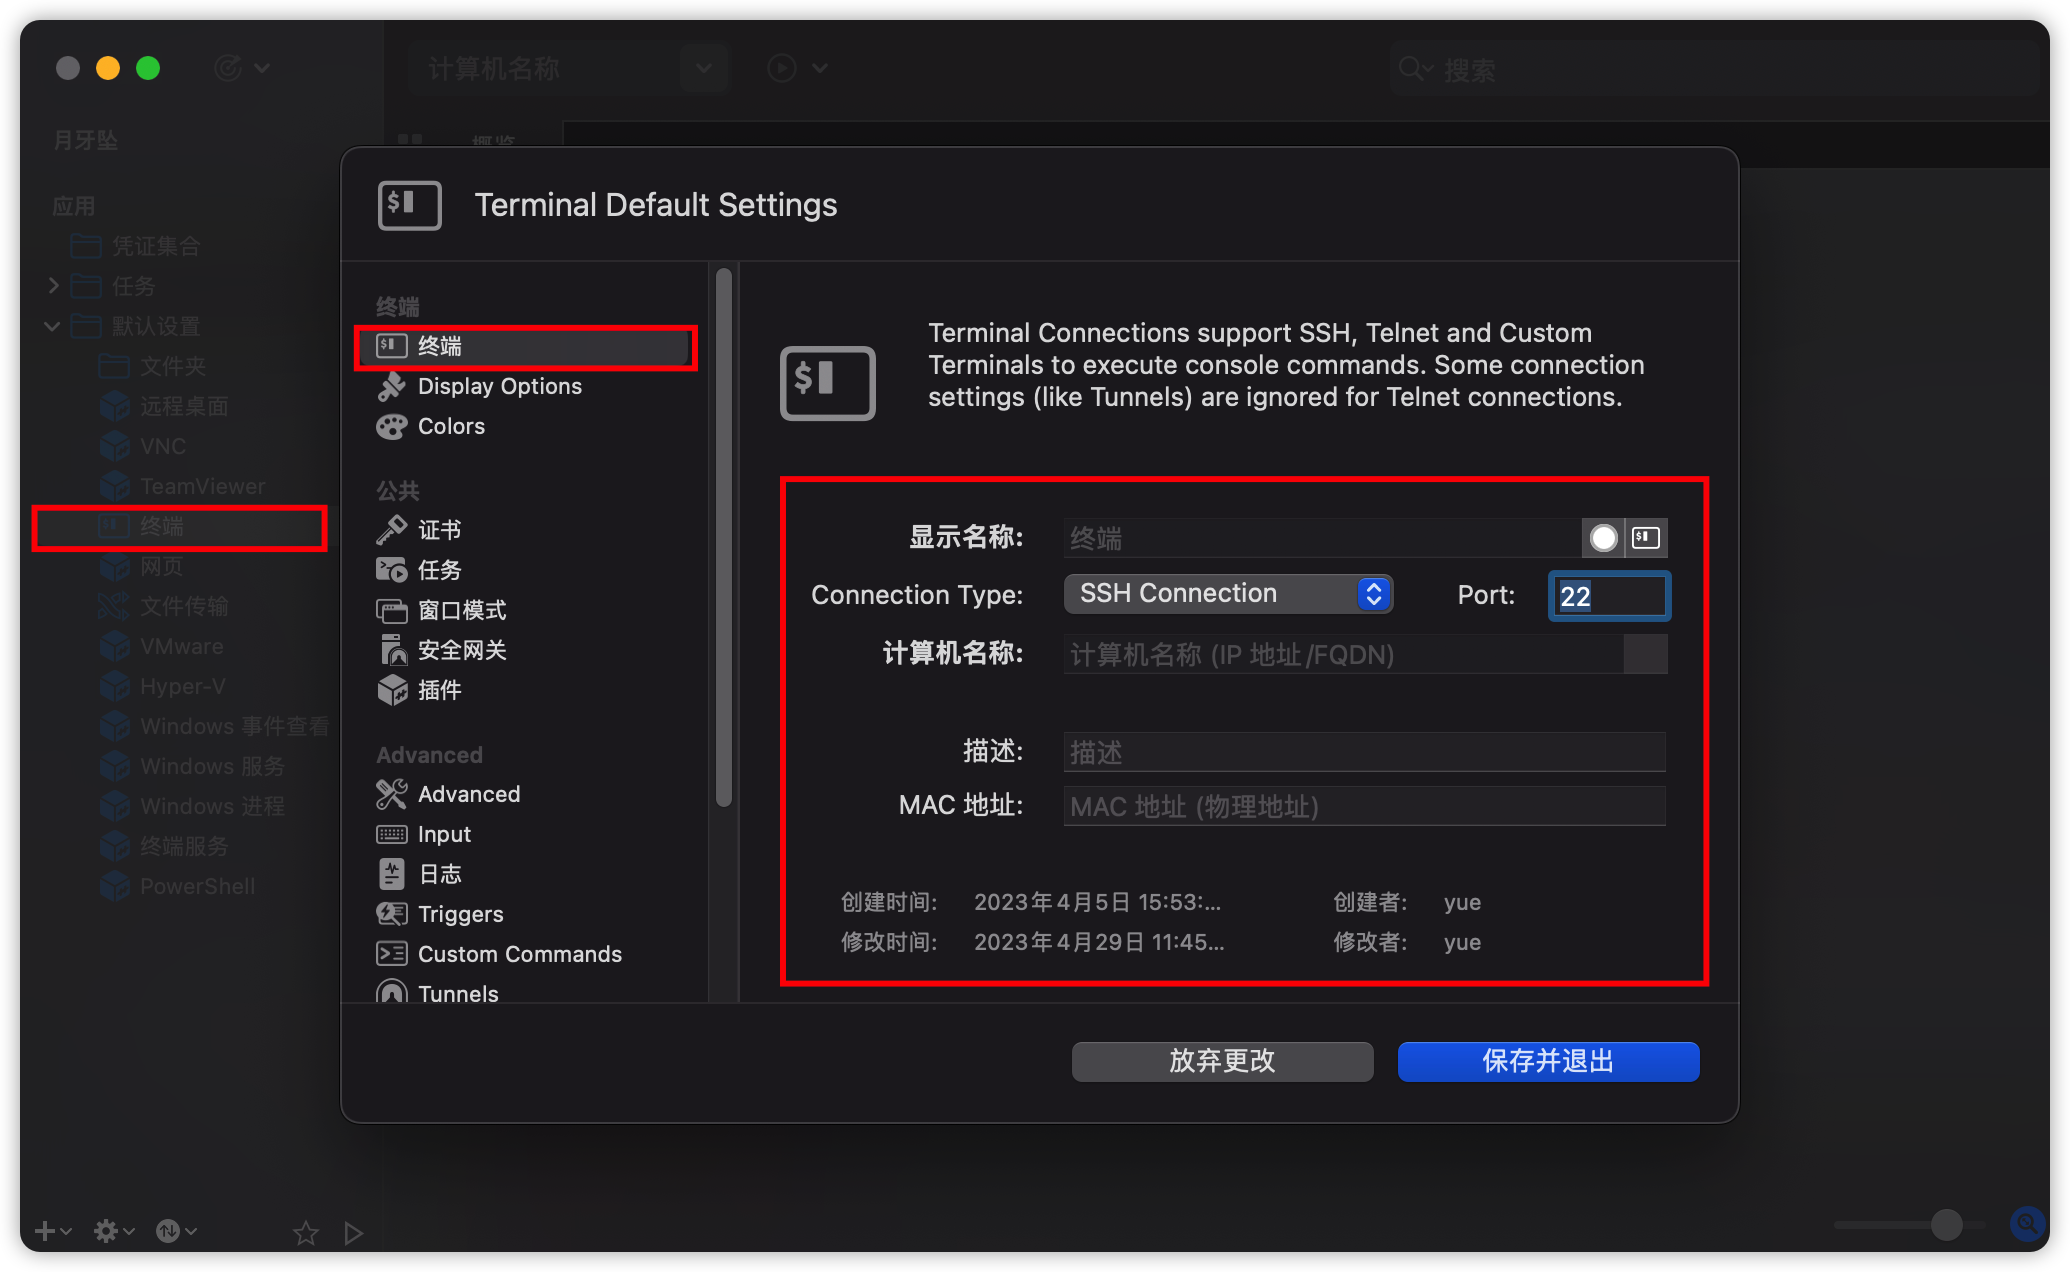 计算机名称
搜索
月牙坠
概览
应用
凭证集合
任务
默认设置
文件夹
远程桌面
VNC
TeamViewer
终端
网页
文件传输
VMware
Hyper-V
Windows 事件查看
Windows 服务
Windows 进程
终端服务
PowerShell
$ Terminal Default Settings
终端
$ 终端
Display Options
Colors
公共
证书
任务
窗口模式
安全网关
插件
Advanced
Advanced
Input
日志
Triggers
Custom Commands
Tunnels
$
Terminal Connections support SSH, Telnet and Custom
Terminals to execute console commands. Some connection
settings (like Tunnels) are ignored for Telnet connections.
显示名称: 终端 $
Connection Type: SSH Connection Port: 22
计算机名称: 计算机名称 (IP 地址/FQDN)
描述: 描述
MAC 地址: MAC 地址 (物理地址)
创建时间: 2023年4月5日 15:53:... 创建者: yue
修改时间: 2023年4月29日 11:45... 修改者: yue
放弃更改 保存并退出